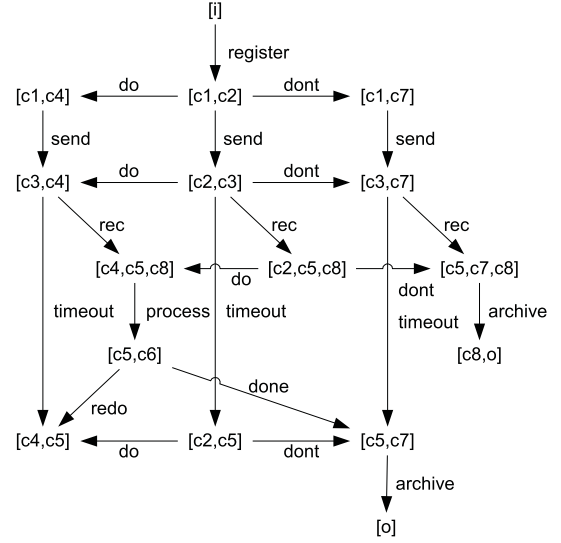 [i]
register
[c1,c4] do [c1,c2] dont [c1,c7]
send send send
[c3,c4] do [c2,c3] dont [c3,c7]
rec rec rec
[c4,c5,c8] do [c2,c5,c8] dont [c5,c7,c8]
timeout process timeout timeout archive
[c5,c6] [c8,o]
redo done
[c4,c5] do [c2,c5] dont [c5,c7]
archive
[o]